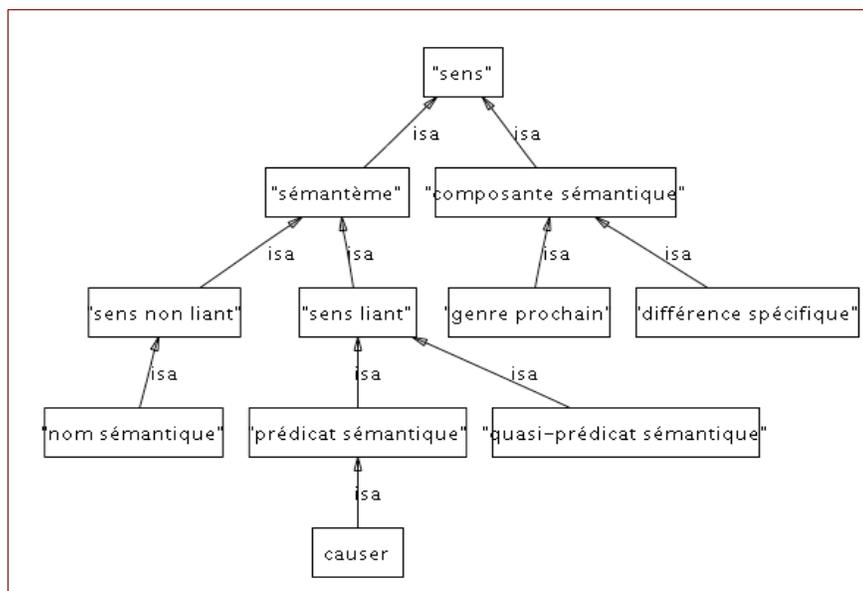 "sens"
isa
isa
"sémantème"
"composante sémantique"
isa
isa
isa
isa
"sens non liant"
"sens liant"
"genre prochain"
"différence spécifique"
isa
isa
isa
"nom sémantique"
"prédicat sémantique"
"quasi-prédicat sémantique"
isa
causer